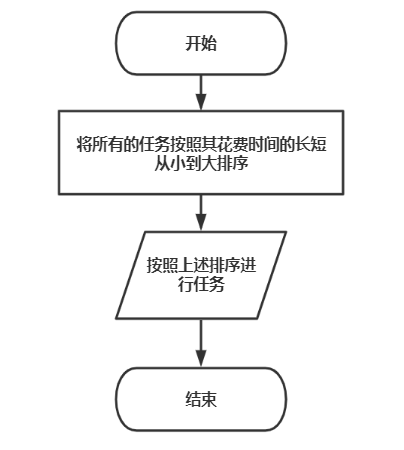 开始
将所有的任务按照其花费时间的长短
从小到大排序
按照上述排序进
行任务
结束